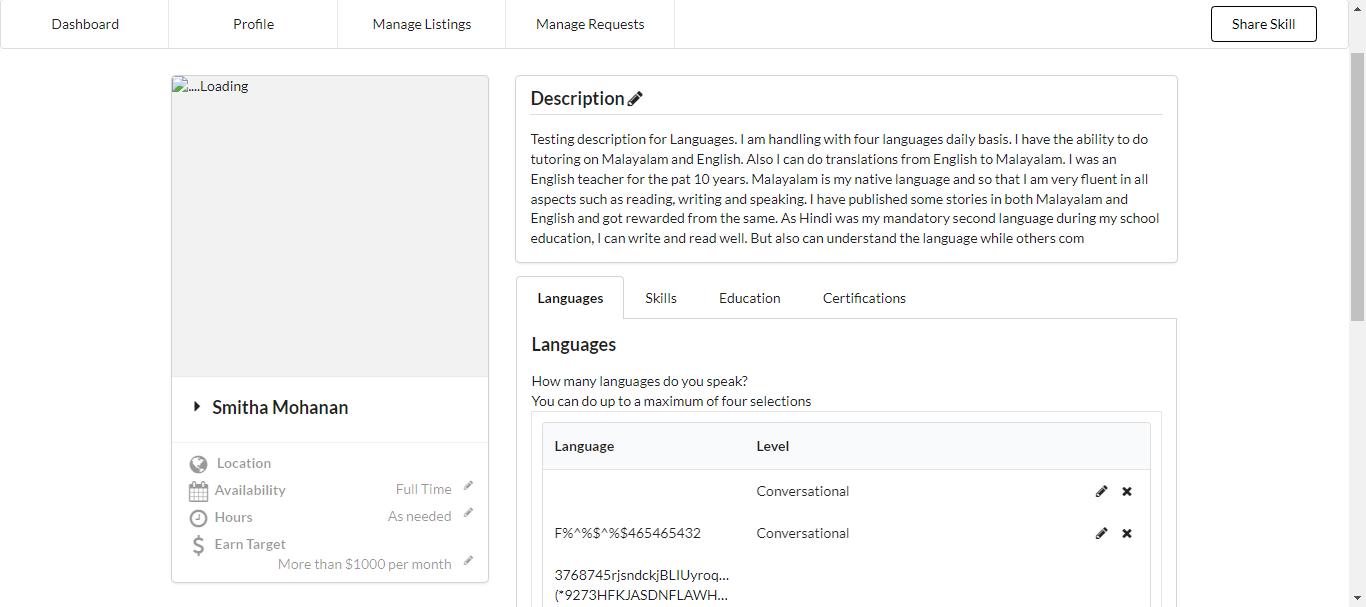 Dashboard
Profile
Manage Listings
Manage Requests
Share Skill
....Loading
Smitha Mohanan
Location
Availability
Full Time
Hours
As needed
Earn Target
More than $1000 per month
Description
Testing description for Languages. I am handling with four languages daily basis. I have the ability to do
tutoring on Malayalam and English. Also I can do translations from English to Malayalam. I was an
English teacher for the pat 10 years. Malayalam is my native language and so that I am very fluent in all
aspects such as reading, writing and speaking. I have published some stories in both Malayalam and
English and got rewarded from the same. As Hindi was my mandatory second language during my school
education, I can write and read well. But also can understand the language while others com
Languages
Skills
Education
Certifications
Languages
How many languages do you speak?
You can do up to a maximum of four selections
Language
Level
Conversational
F%^%$^%$465465432
Conversational
3768745rjsndckjBLIUyroq...
(*9273HFKJASDNFLAWH...